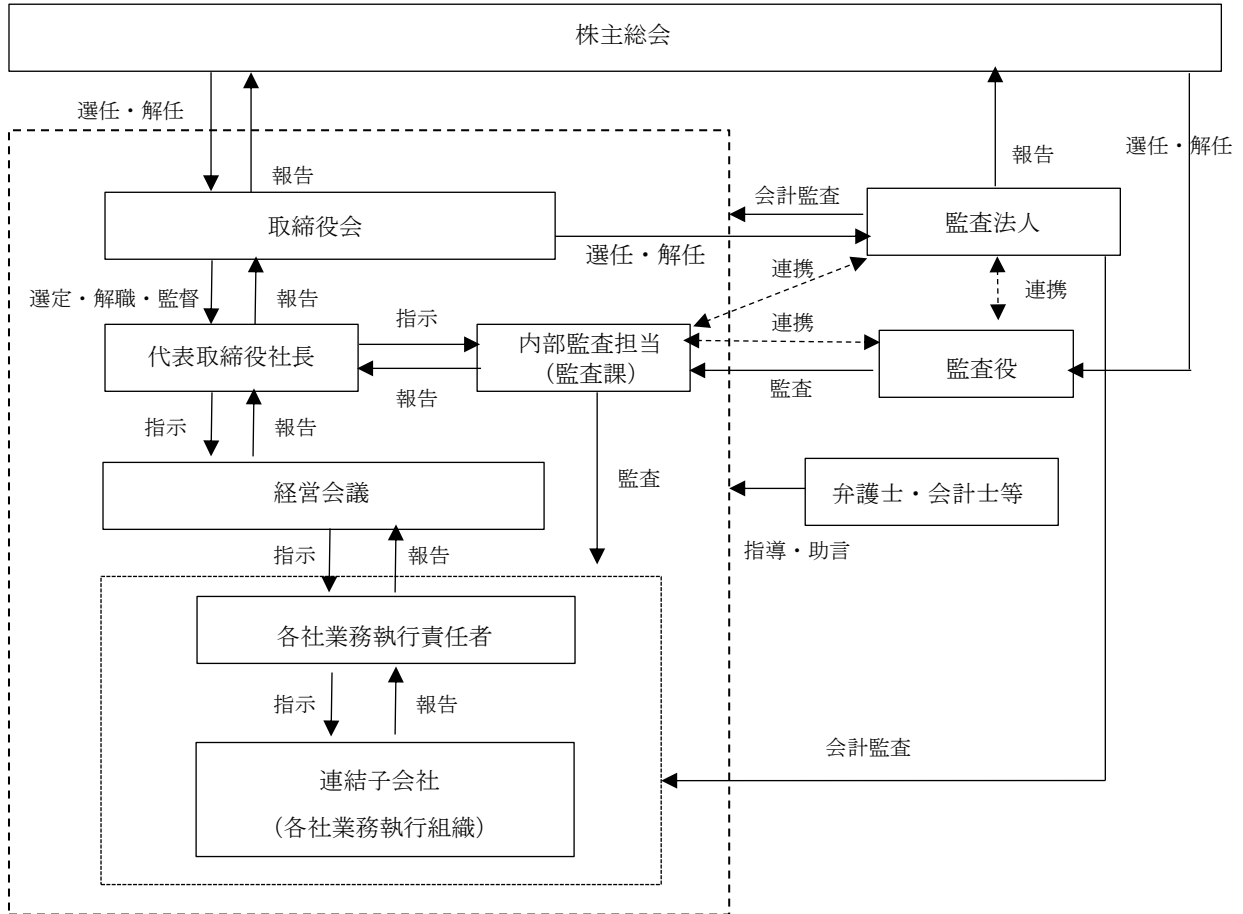 株主総会
選任・解任
報告
報告
選任・解任
取締役会
会計監査
監査法人
選任・解任
選定・解職・監督
報告
連携
連携
指示
代表取締役社長
内部監査担当
(監査課)
連携
監査役
報告
監査
指示
報告
経営会議
監査
弁護士・会計士等
指示
報告
指導・助言
各社業務執行責任者
指示
報告
会計監査
連結子会社
(各社業務執行組織)